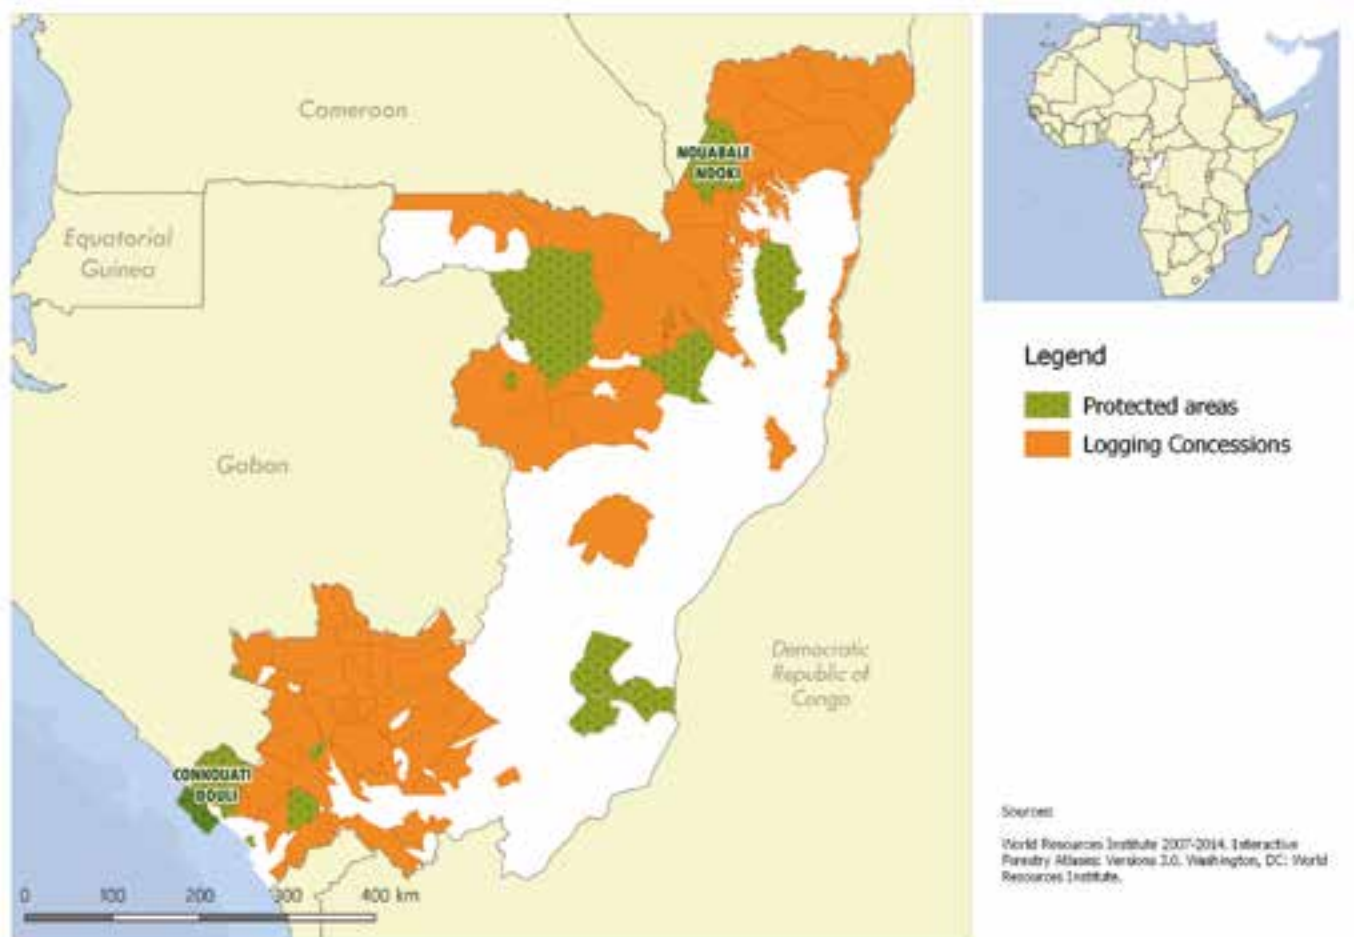 Cameroon
NOUABALE
NDOKI
Equatorial
Guinea
Gabon
Democratic
Republic of
Congo
CONKOUATI
DOULI
0 100 200 300 400 km
Legend
Protected areas
Logging Concessions
Sources:
World Resources Institute 2007-2014. Interactive
Forestry Atlases: Versions 3.0. Washington, DC: World
Resources Institute.